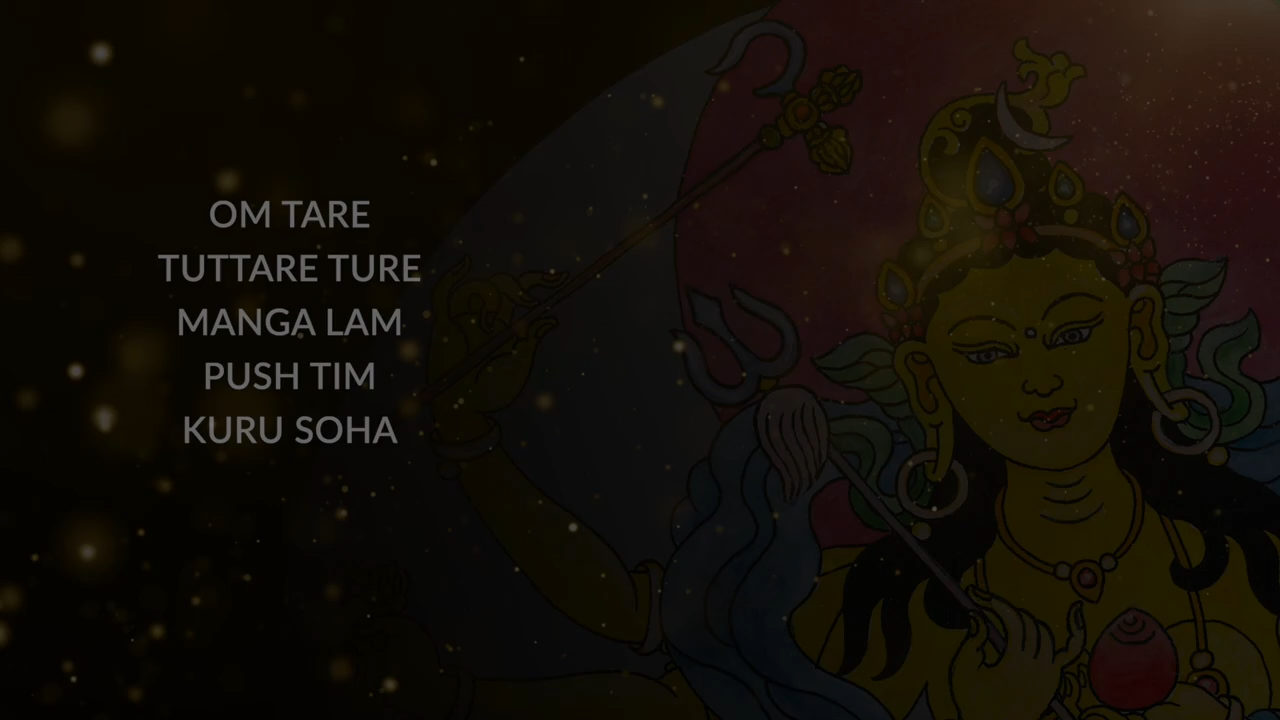 OM TARE
TUTTARE TURE
MANGA LAM
PUSH TIM
KURU SOHA